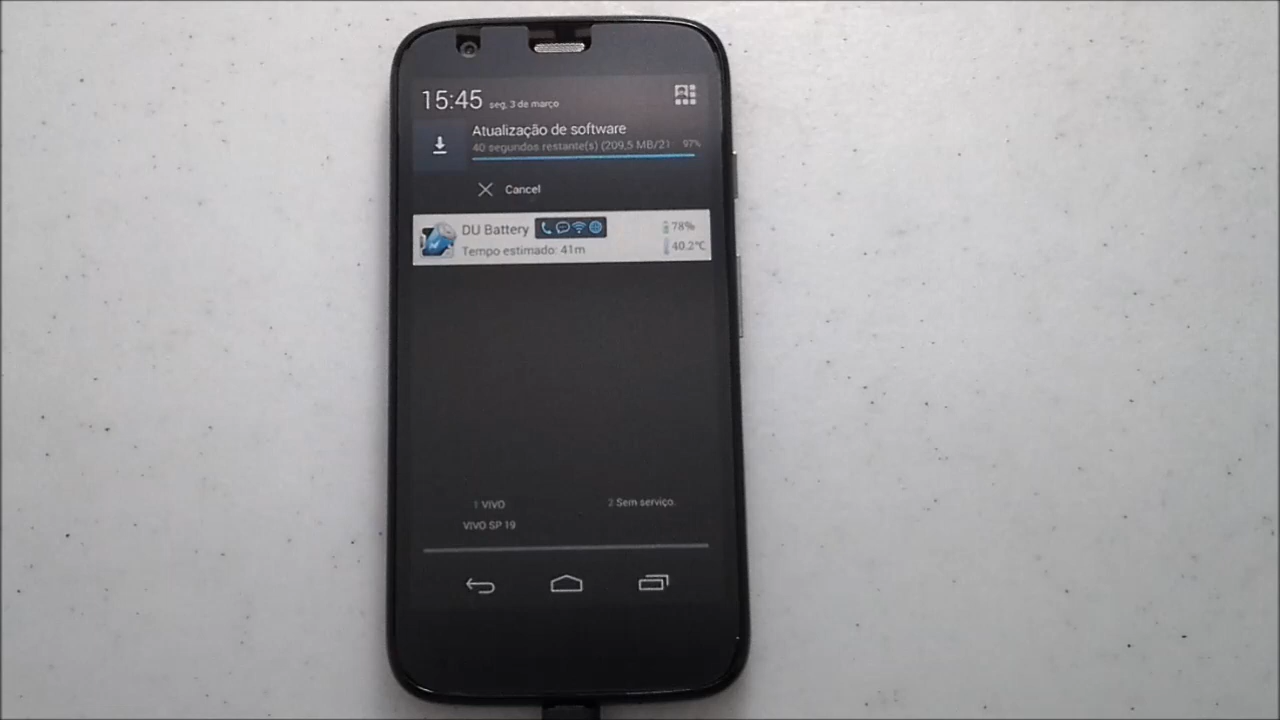 15:45 seg, 3 de março
Atualização de software
40 segundos restante(s) (209,5 MB/21 97%
Cancel
DU Battery 78%
Tempo estimado: 41m 40.2°C
1 VIVO 2 Sem serviço.
VIVO SP 19